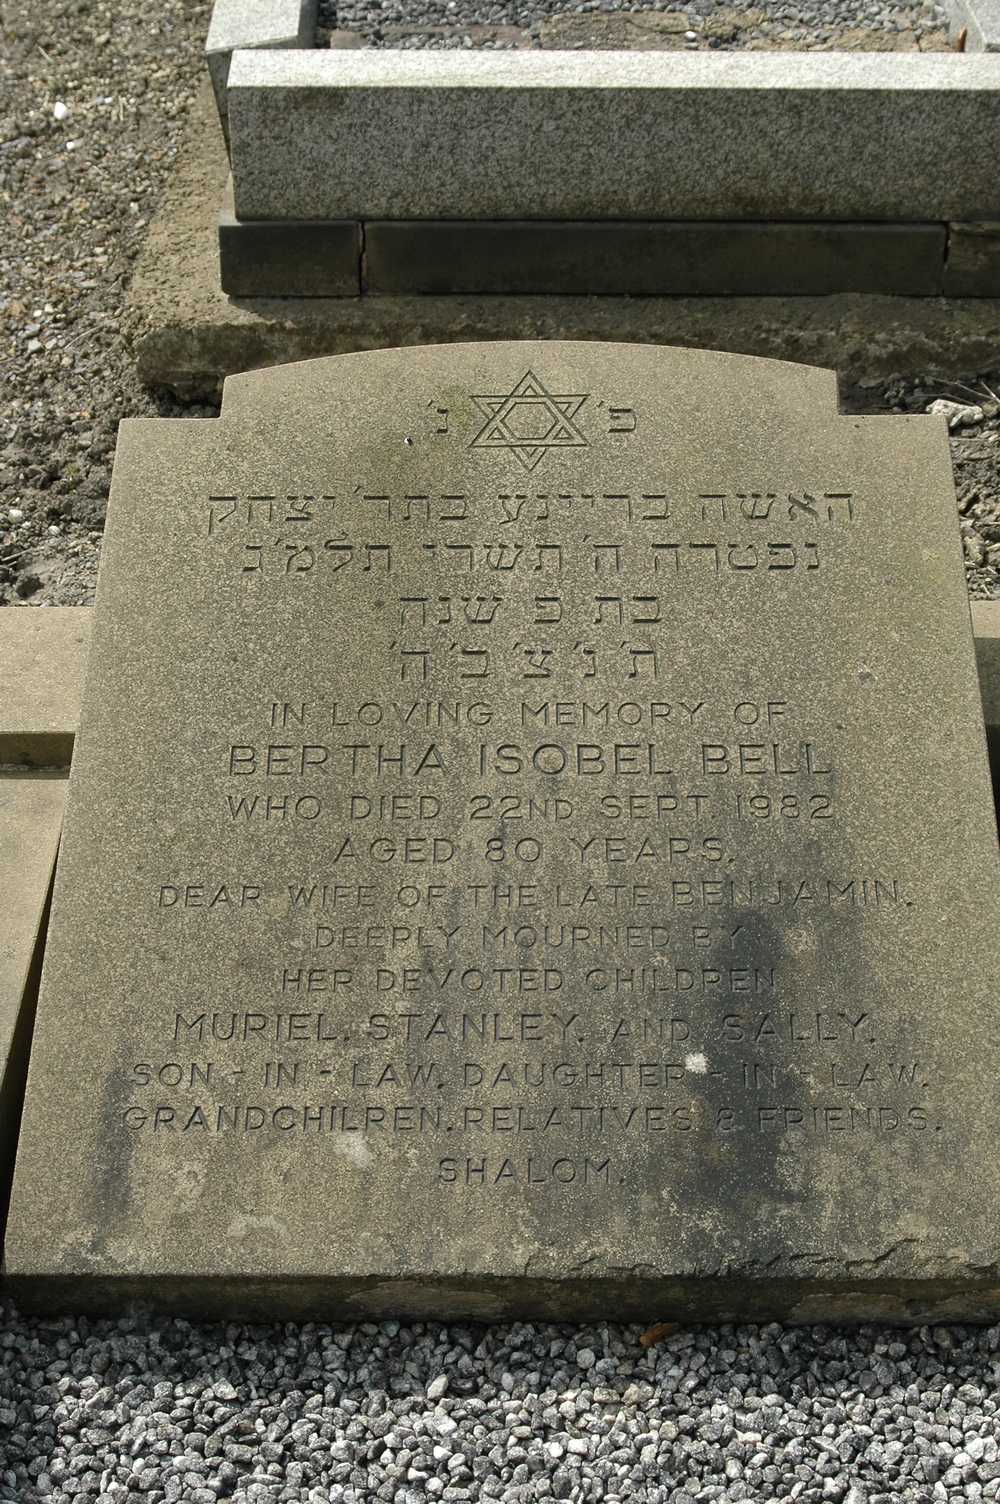 פ׳ נ׳
האשה בריינע בתר׳ יצחק
נפטרה ה׳ תשרי תלמ״ג
בת פ שנה
ת׳ נ׳ צ׳ ב׳ ה׳
IN LOVING MEMORY OF
BERTHA ISOBEL BELL
WHO DIED 22ND SEPT. 1982
AGED 80 YEARS.
DEAR WIFE OF THE LATE BENJAMIN.
DEEPLY MOURNED BY
HER DEVOTED CHILDREN
MURIEL. STANLEY. AND SALLY.
SON - IN - LAW. DAUGHTER - IN - LAW.
GRANDCHILREN. RELATIVES & FRIENDS.
SHALOM.